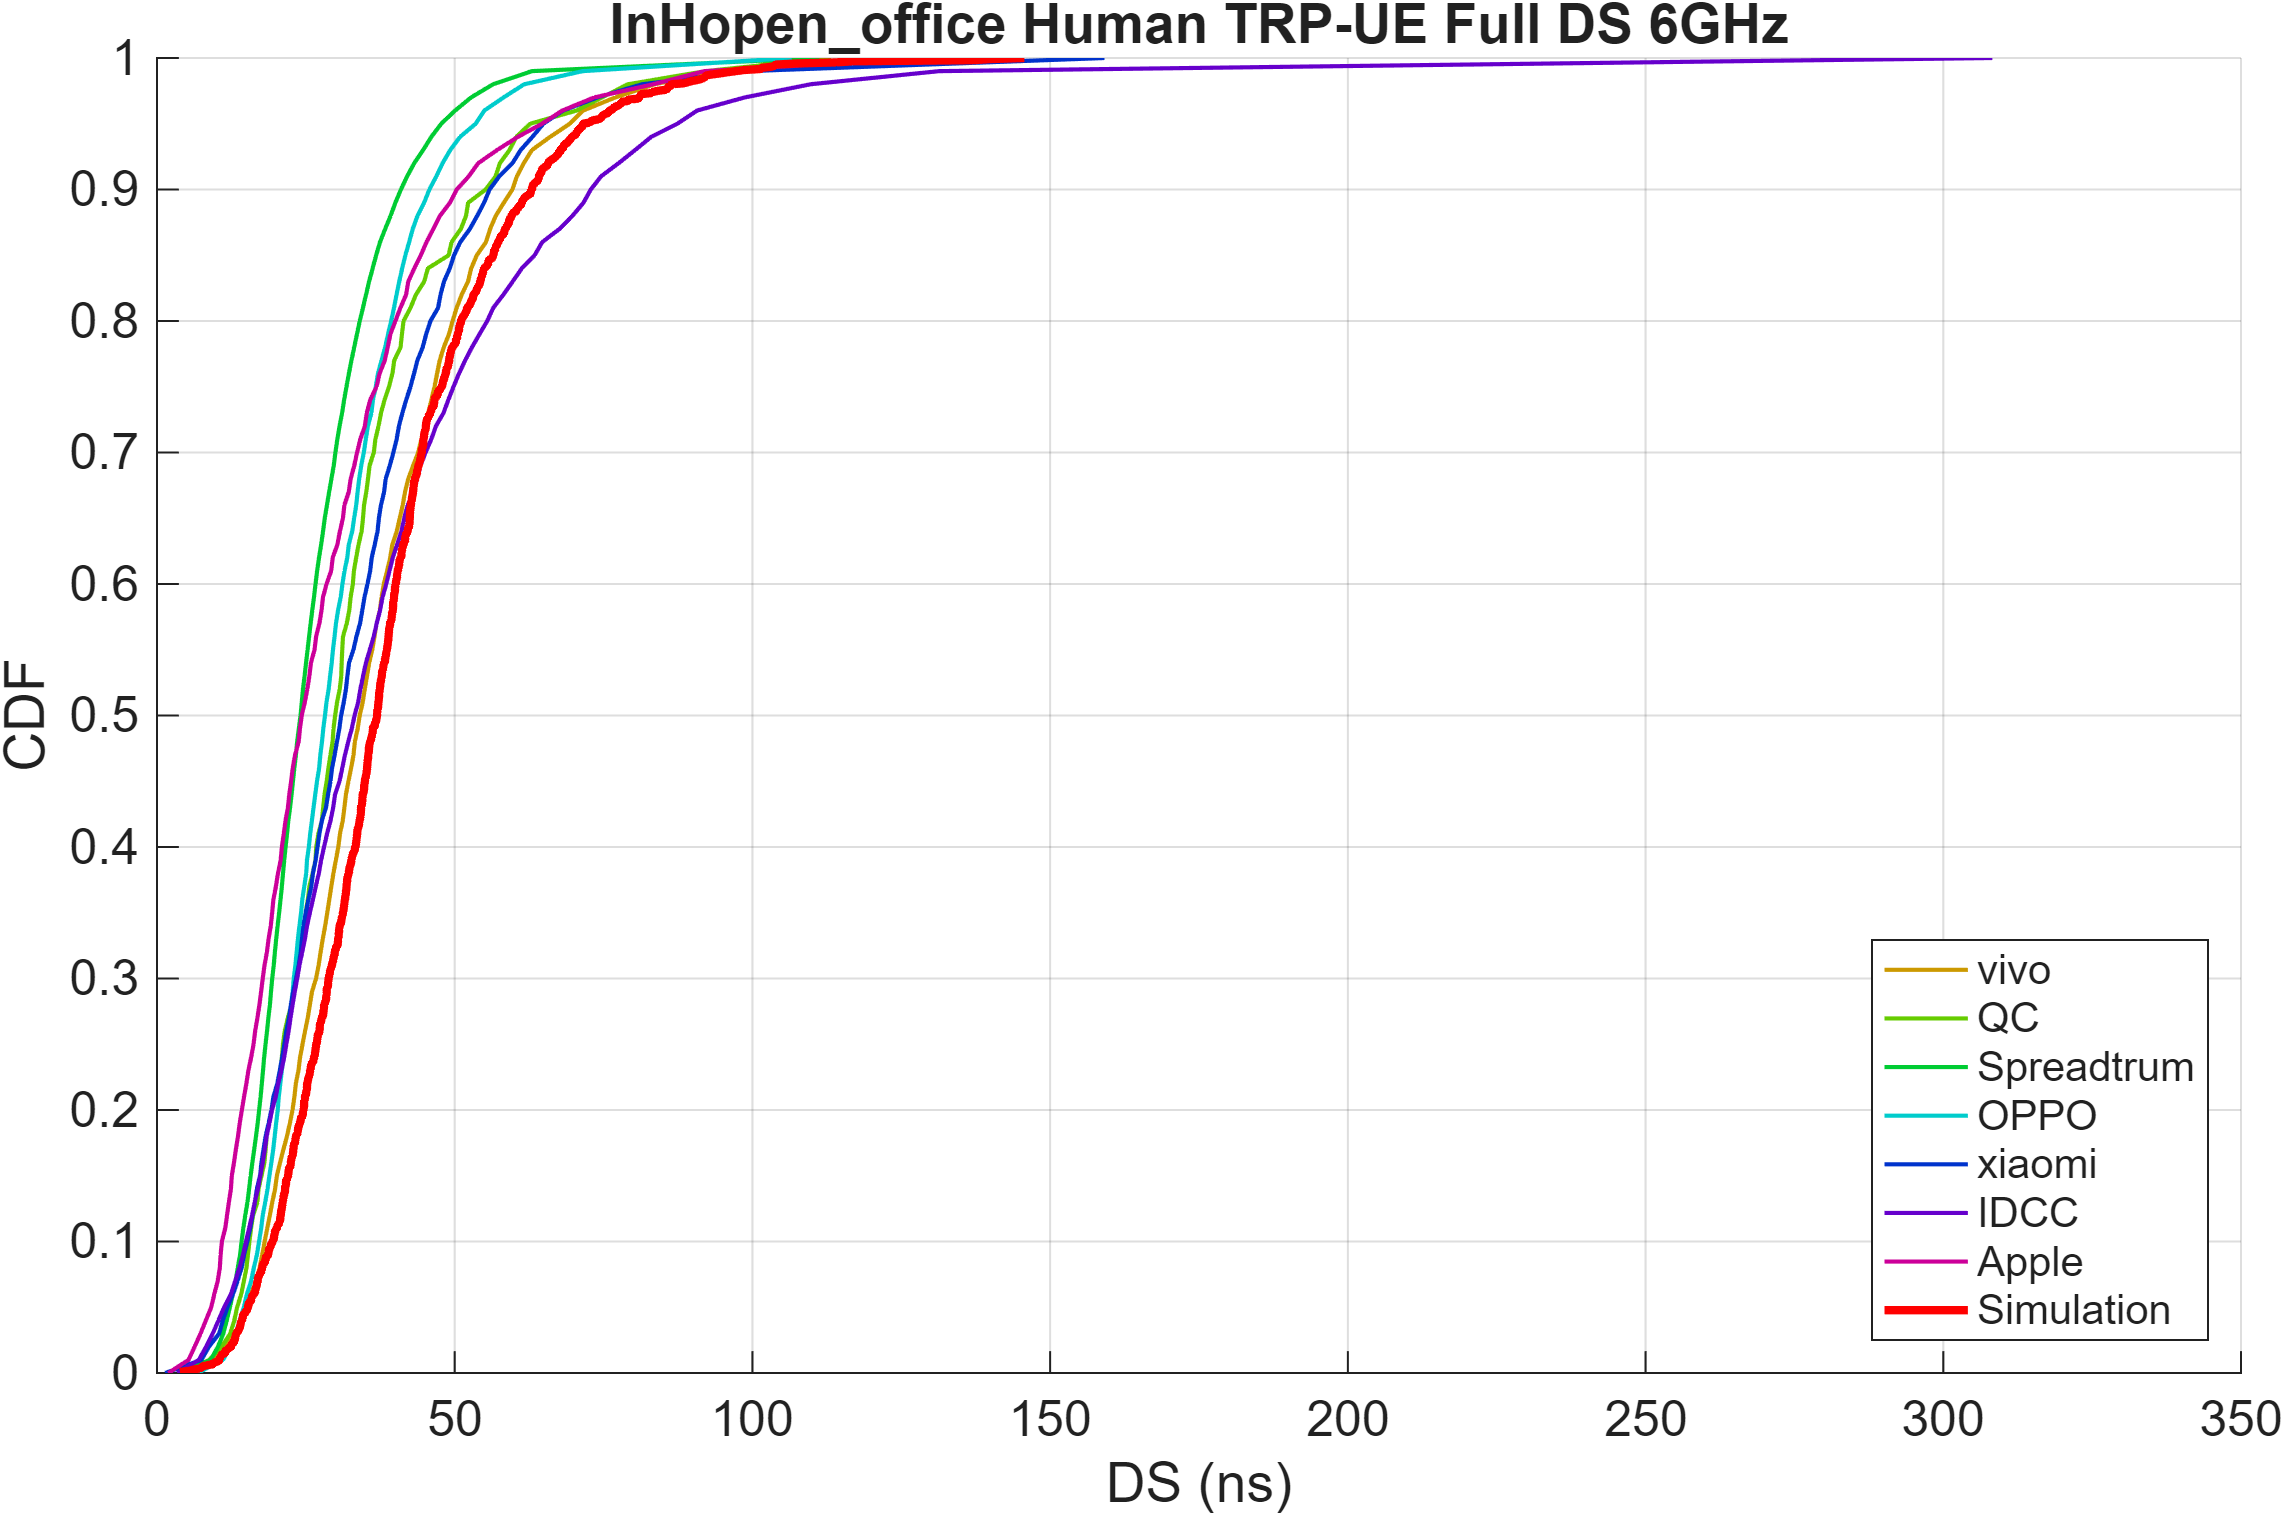 InHopen_office Human TRP-UE Full DS 6GHz
1
0.9
0.8
0.7
0.6
0.5
0.4
0.3
0.2
0.1
0
CDF
0 50 100 150 200 250 300 350
DS (ns)
vivo
QC
Spreadtrum
OPPO
xiaomi
IDCC
Apple
Simulation